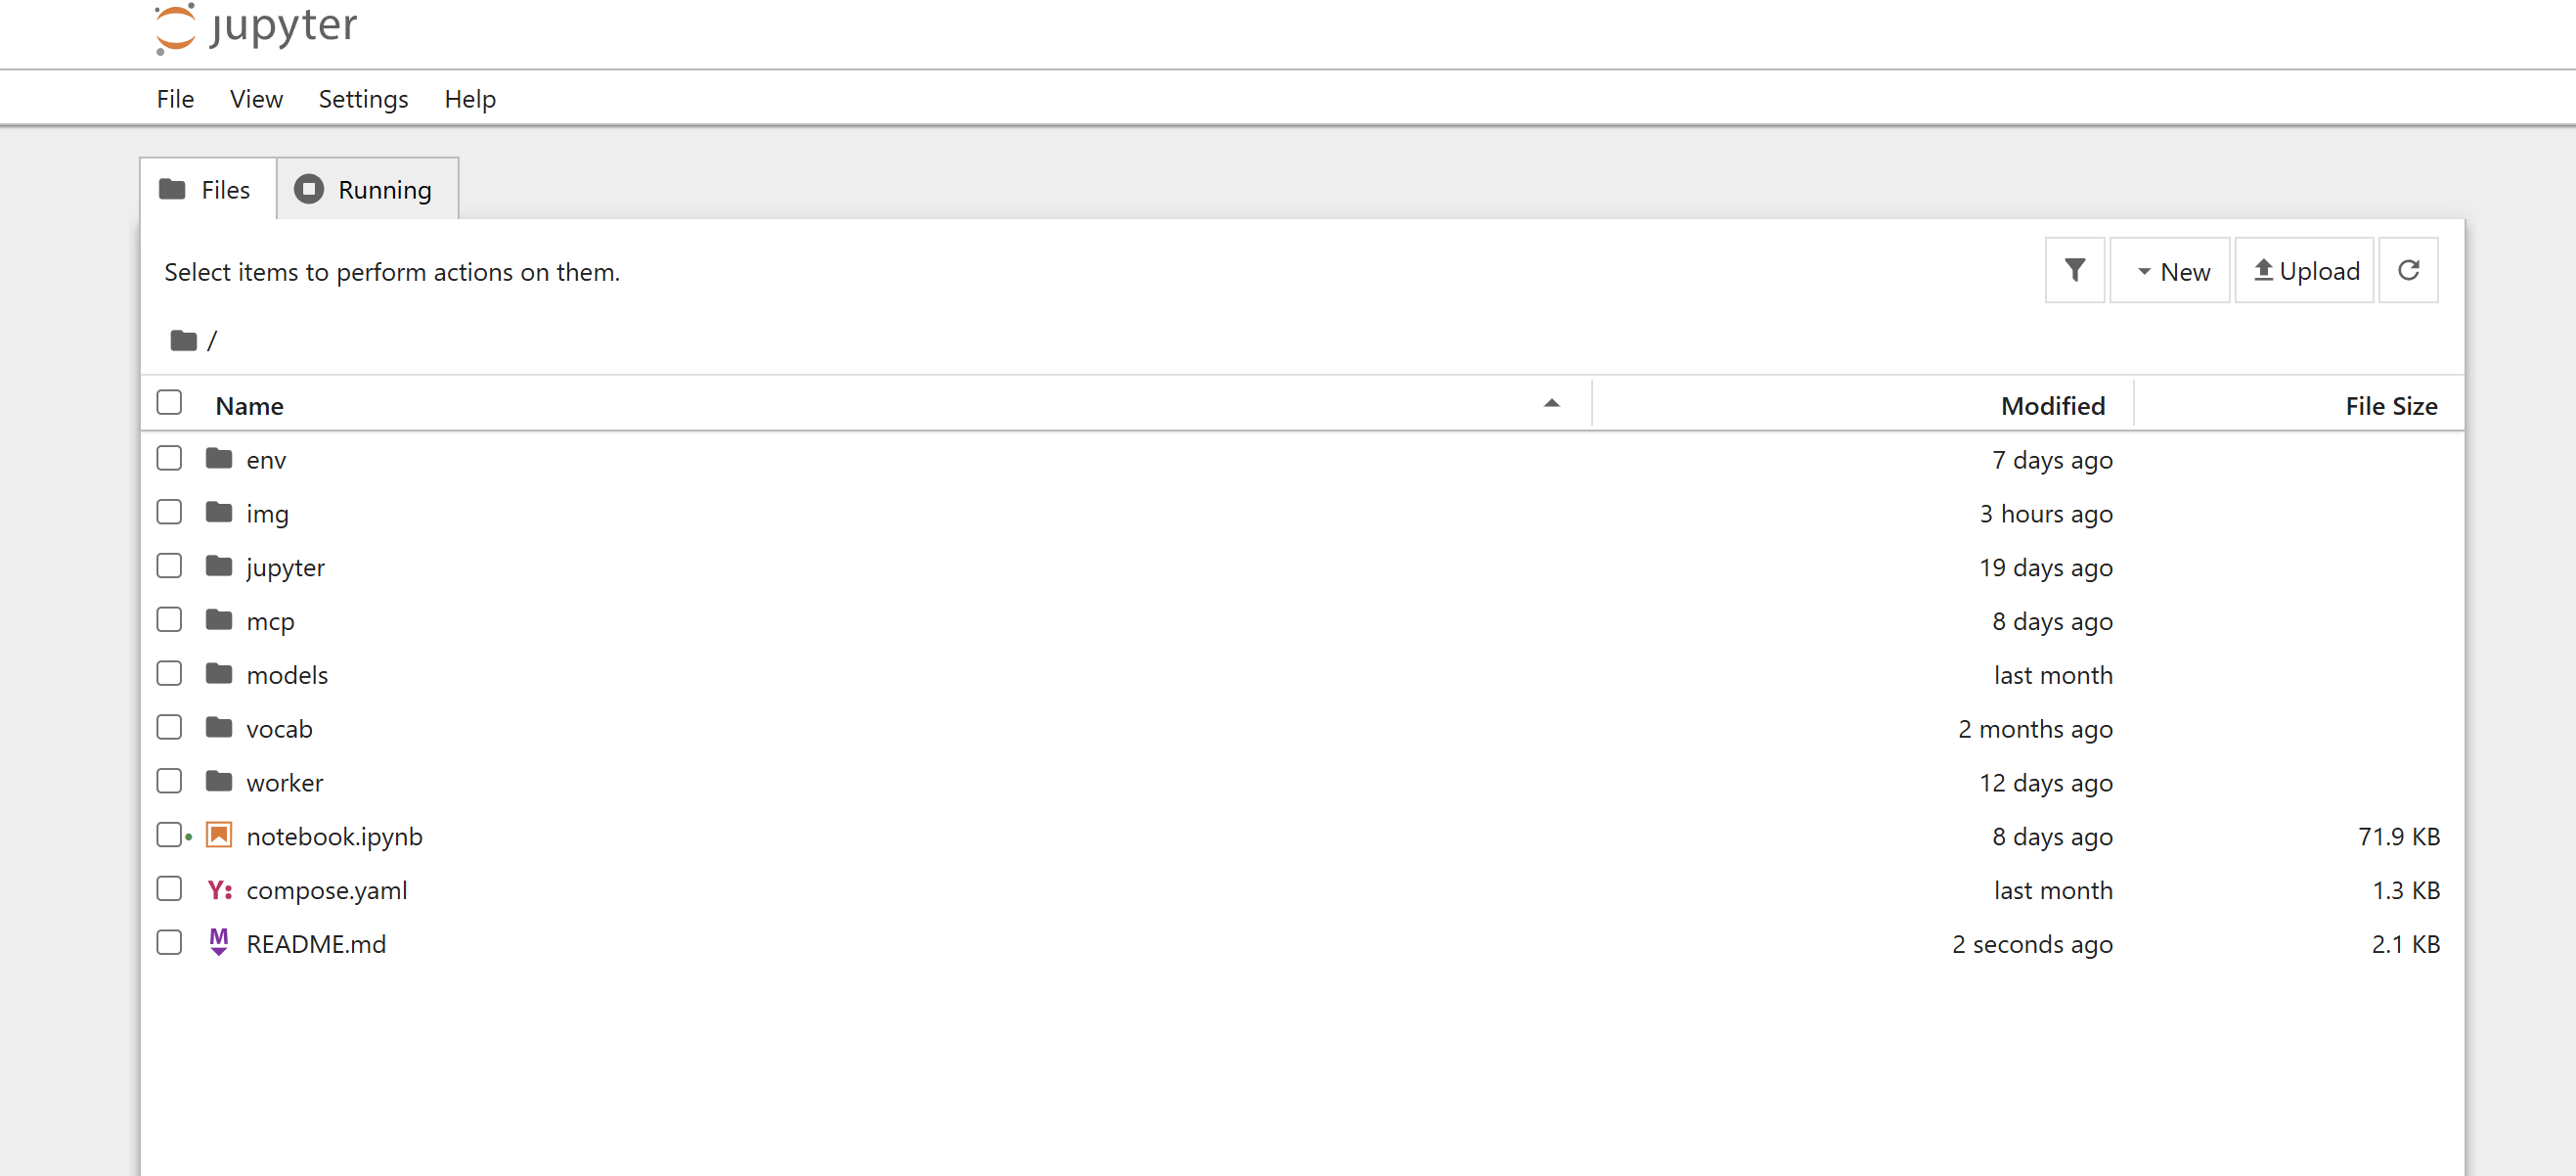 jupyter
File View Settings Help
Files Running
Select items to perform actions on them. New Upload
/
Name Modified File Size
env 7 days ago
img 3 hours ago
jupyter 19 days ago
mcp 8 days ago
models last month
vocab 2 months ago
worker 12 days ago
notebook.ipynb 8 days ago 71.9 KB
Y: compose.yaml last month 1.3 KB
M README.md 2 seconds ago 2.1 KB